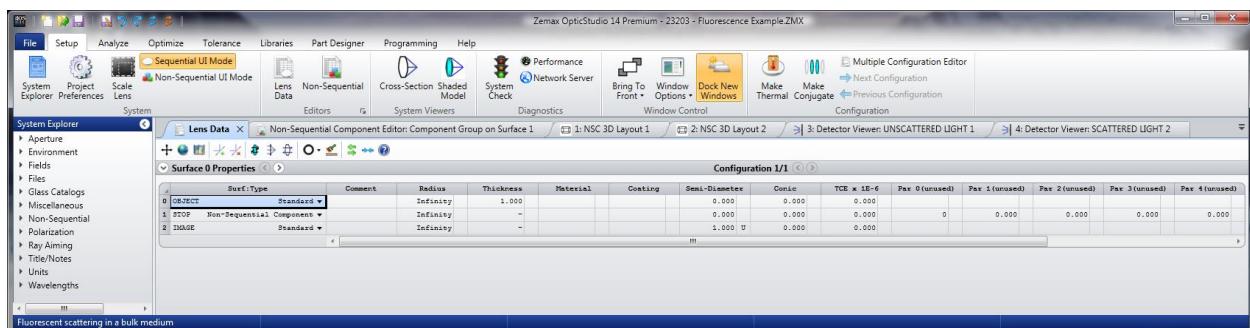 Zemax OpticStudio 14 Premium - 23203 - Fluorescence Example.ZMX
File Setup Analyze Optimize Tolerance Libraries Part Designer Programming Help
System Explorer
Project Preferences
Scale Lens
Sequential UI Mode
Non-Sequential UI Mode
System
Lens Data
Non-Sequential
Editors
Cross-Section
Shaded Model
System Viewers
System Check
Performance
Network Server
Diagnostics
Bring To Front
Window Options
Dock New Windows
Window Control
Make Thermal
Make Conjugate
Multiple Configuration Editor
Next Configuration
Previous Configuration
Configuration
System Explorer
Aperture
Environment
Fields
Files
Glass Catalogs
Miscellaneous
Non-Sequential
Polarization
Ray Aiming
Title/Notes
Units
Wavelengths
Lens Data X Non-Sequential Component Editor: Component Group on Surface 1 1: NSC 3D Layout 1 2: NSC 3D Layout 2 3: Detector Viewer: UNSCATTERED LIGHT 1 4: Detector Viewer: SCATTERED LIGHT 2
Surface 0 Properties Configuration 1/1
Surf:Type Comment Radius Thickness Material Coating Semi-Diameter Conic TCE x 1E-6 Par 0(unused) Par 1(unused) Par 2(unused) Par 3(unused) Par 4(unused)
0 OBJECT Standard Infinity 1.000 0.000 0.000 0.000
1 STOP Non-Sequential Component Infinity - 0.000 0.000 0.000 0 0.000 0.000 0.000 0.000
2 IMAGE Standard Infinity - 1.000 U 0.000 0.000
Fluorescent scattering in a bulk medium